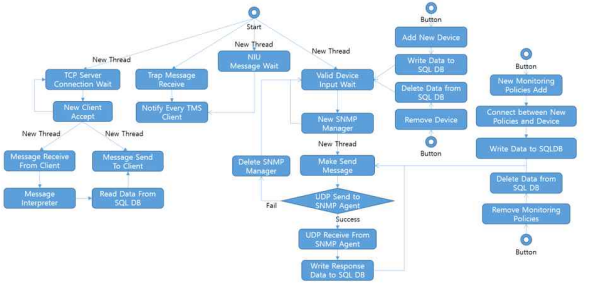 Start
New Thread
TCP Server
Connection Wait
New Client
Accept
New Thread
New Thread
Message Receive
From Client
Message Send
To Client
Message
Interpreter
Read Data From
SQL DB
Trap Message
Receive
Notify Every TMS
Client
New Thread
NIU
Message Wait
New Thread
Valid Device
Input Wait
New SNMP
Manager
New Thread
Make Send
Message
Delete SNMP
Manager
Fail
UDP Send to
SNMP Agent
Success
UDP Receive From
SNMP Agent
Write Response
Data to SQL DB
Button
Add New Device
Write Data to
SQL DB
Delete Data from
SQL DB
Remove Device
Button
Button
New Monitoring
Policies Add
Connect between New
Policies and Device
Write Data to SQLDB
Delete Data from
SQL DB
Remove Monitoring
Policies
Button